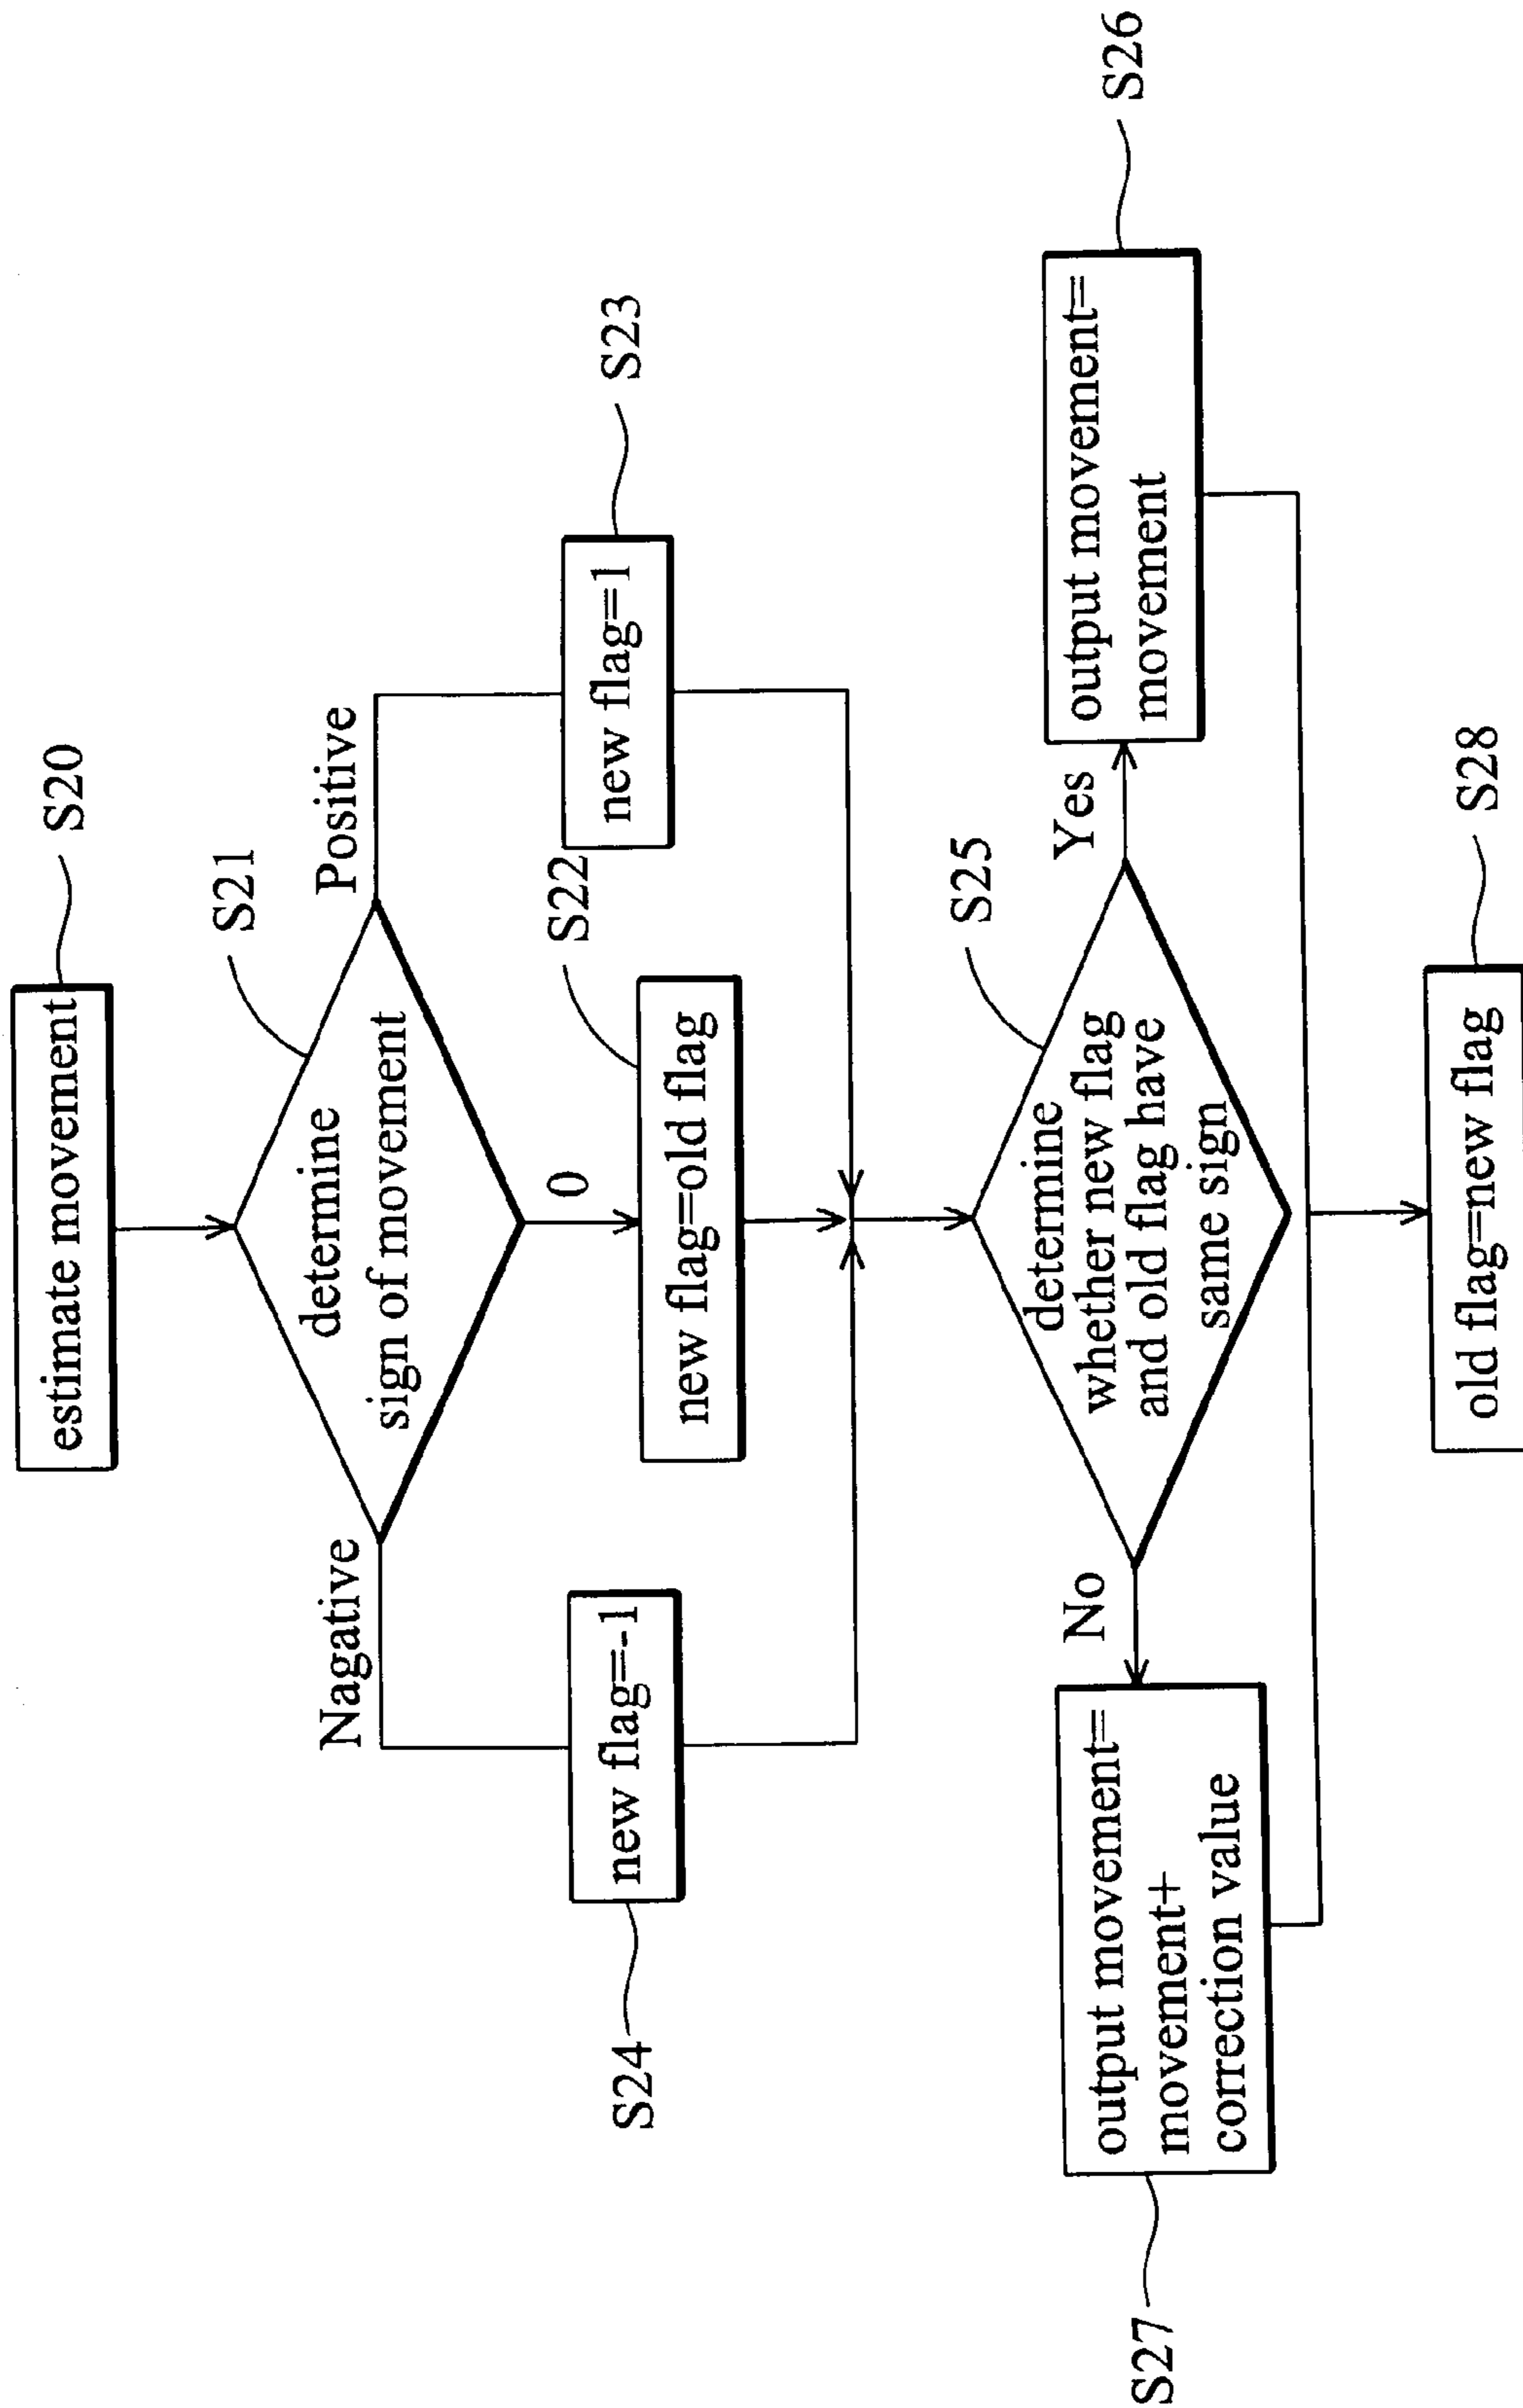 estimate movement
S20
determine
sign of movement
S21
Nagative
Positive
0
new flag=-1
S24
new flag=old flag
S22
new flag=1
S23
determine
whether new flag
and old flag have
same sign
S25
No
Yes
output movement=
movement+
correction value
S27
output movement=
movement
S26
old flag=new flag
S28